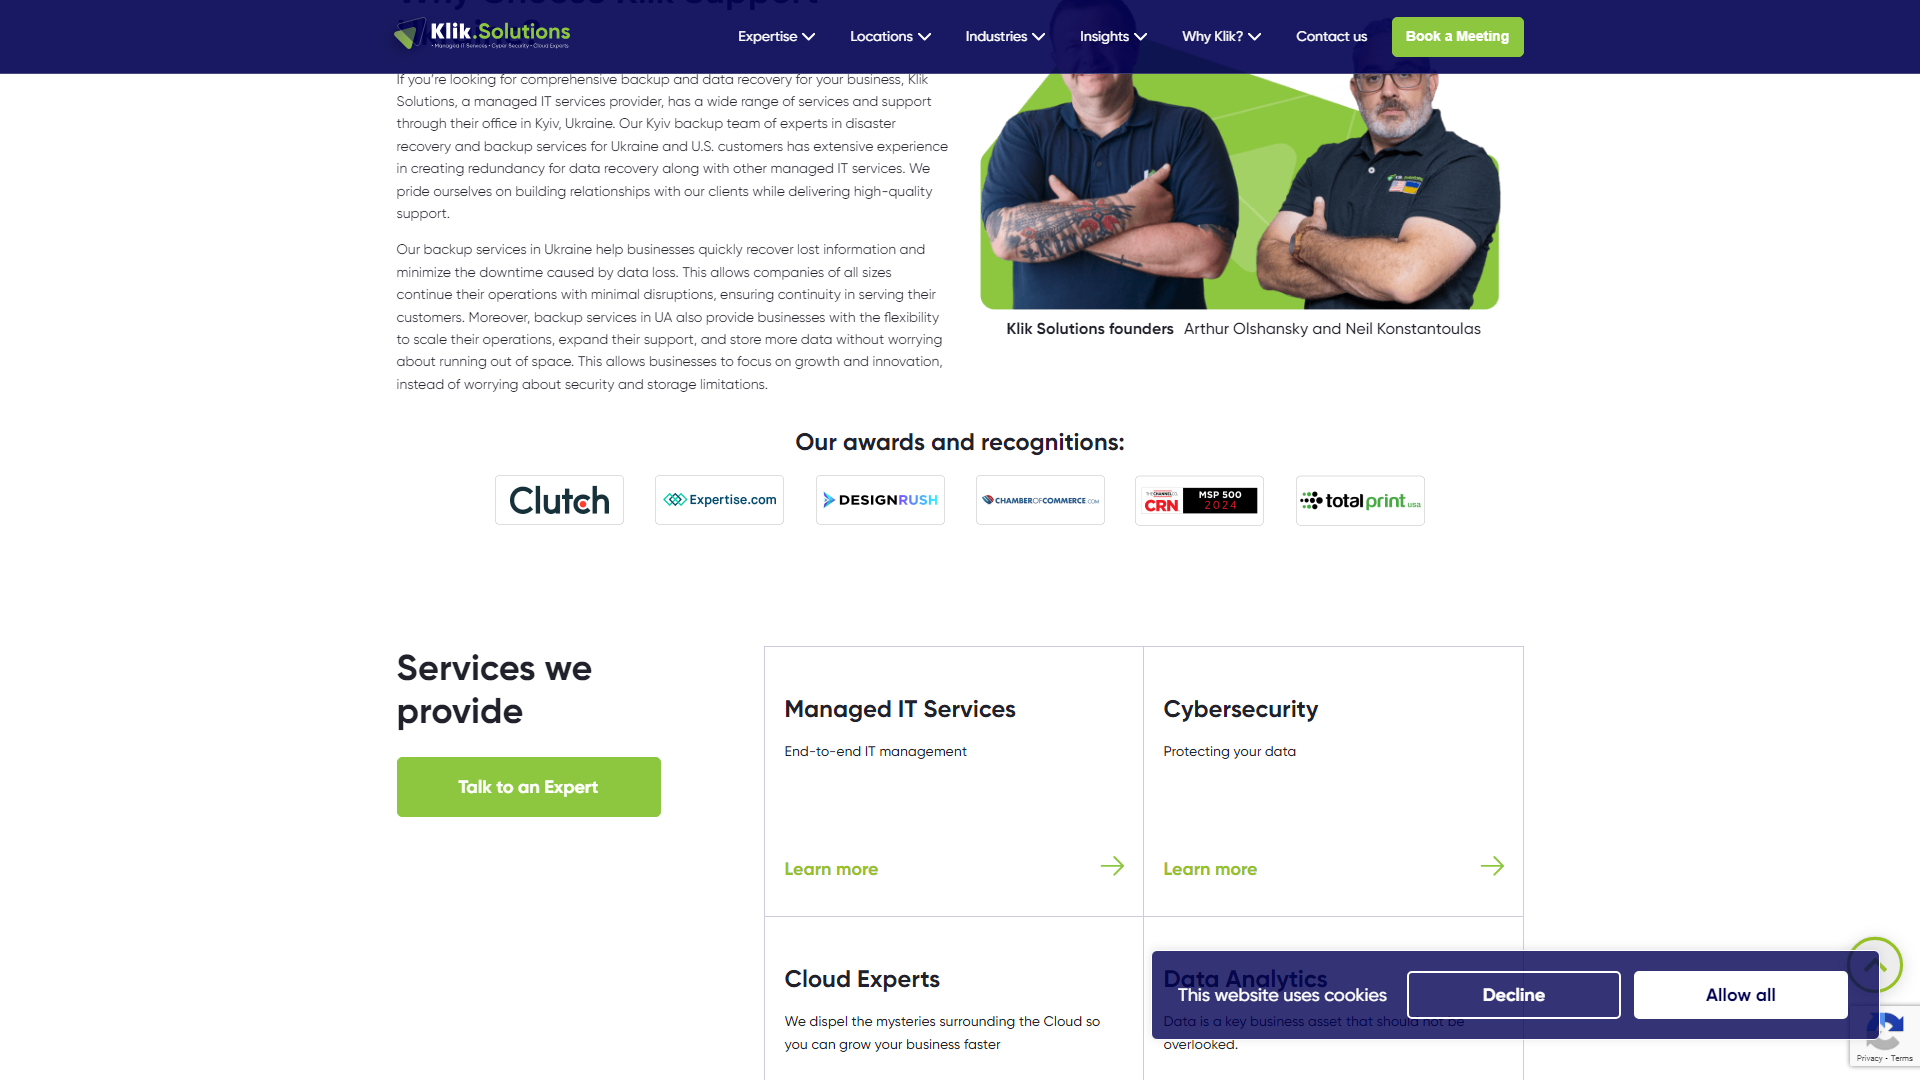 Klik.Solutions
• Managed IT Services • Cyber Security • Cloud Experts
Expertise
Locations
Industries
Insights
Why Klik?
Contact us
Book a Meeting
If you're looking for comprehensive backup and data recovery for your business, Klik
Solutions, a managed IT services provider, has a wide range of services and support
through their office in Kyiv, Ukraine. Our Kyiv backup team of experts in disaster
recovery and backup services for Ukraine and U.S. customers has extensive experience
in creating redundancy for data recovery along with other managed IT services. We
pride ourselves on building relationships with our clients while delivering high-quality
support.
Our backup services in Ukraine help businesses quickly recover lost information and
minimize the downtime caused by data loss. This allows companies of all sizes
continue their operations with minimal disruptions, ensuring continuity in serving their
customers. Moreover, backup services in UA also provide businesses with the flexibility
to scale their operations, expand their support, and store more data without worrying
about running out of space. This allows businesses to focus on growth and innovation,
instead of worrying about security and storage limitations.
Klik Solutions founders Arthur Olshansky and Neil Konstantoulas
Our awards and recognitions:
Clutch
Expertise.com
DESIGNRUSH
CHAMBEROFCOMMERCE.COM
CRN
MSP 500
2024
totalprint usa
Services we
provide
Talk to an Expert
Managed IT Services
End-to-end IT management
Learn more
Cybersecurity
Protecting your data
Learn more
Cloud Experts
We dispel the mysteries surrounding the Cloud so
you can grow your business faster
Data Analytics
Data is a key business asset that should not be
overlooked.
This website uses cookies
Decline
Allow all
Privacy - Terms